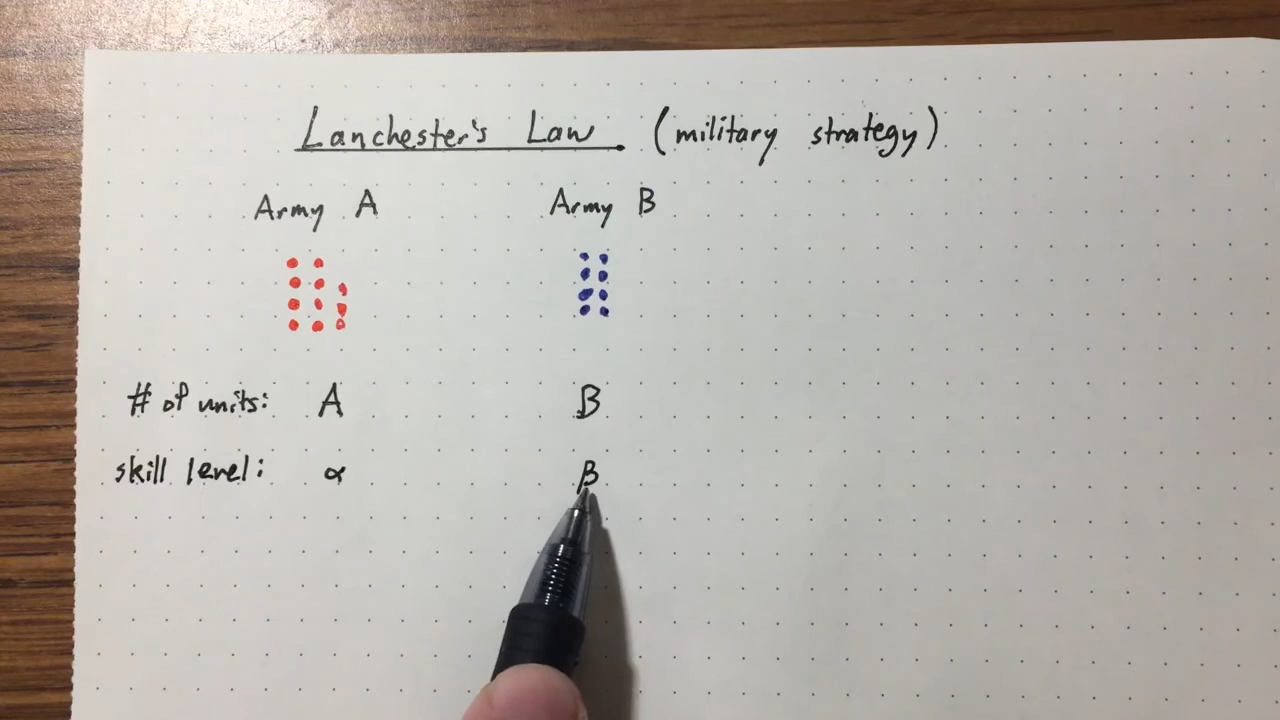 Lanchester's Law (military strategy)
Army A Army B
# of units: A B
skill level: α β